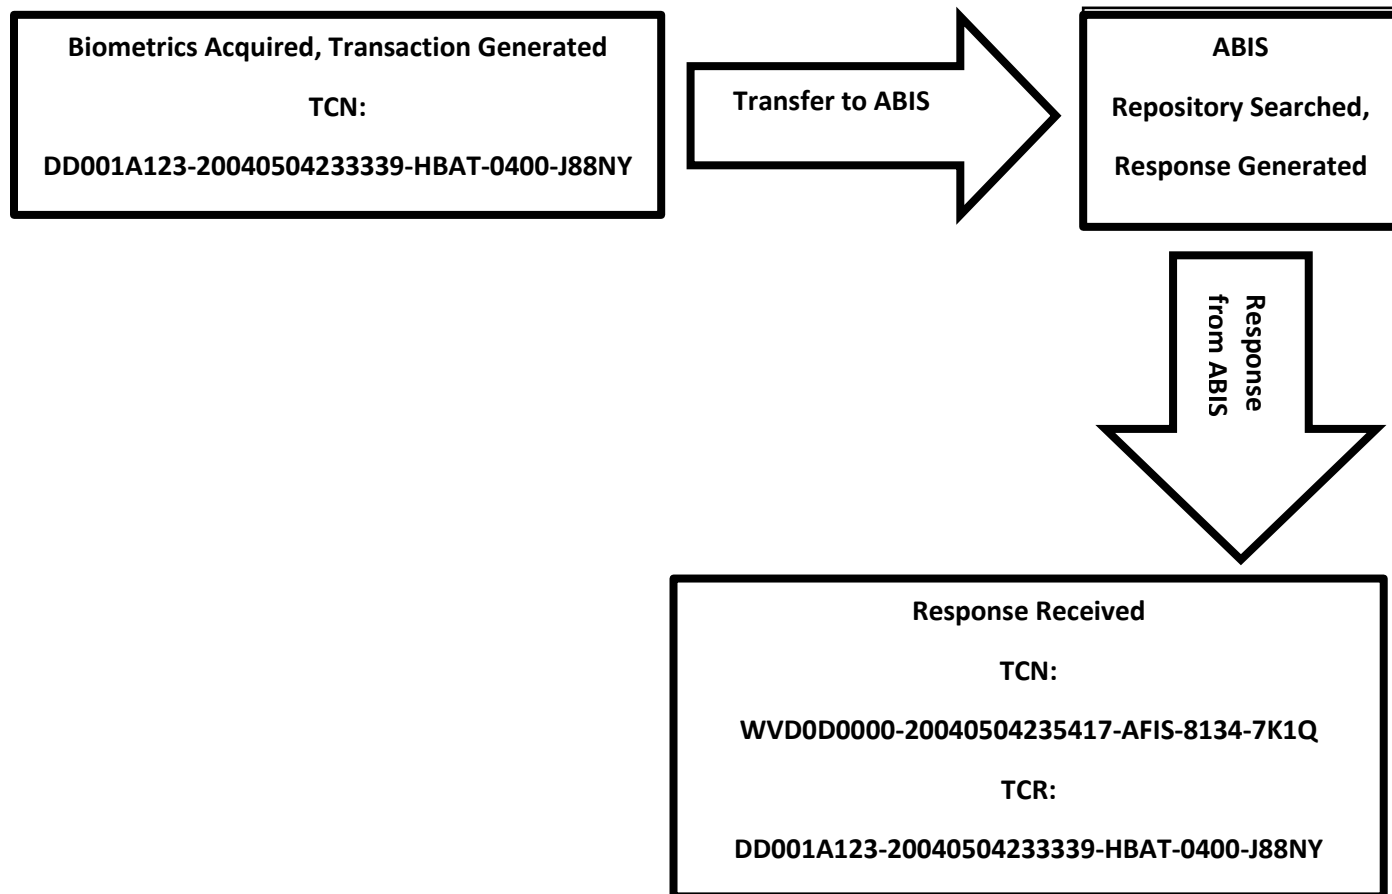 Biometrics Acquired, Transaction Generated
TCN:
DD001A123-20040504233339-HBAT-0400-J88NY
Transfer to ABIS
ABIS
Repository Searched,
Response Generated
Response
from ABIS
Response Received
TCN:
WVD0D0000-20040504235417-AFIS-8134-7K1Q
TCR:
DD001A123-20040504233339-HBAT-0400-J88NY